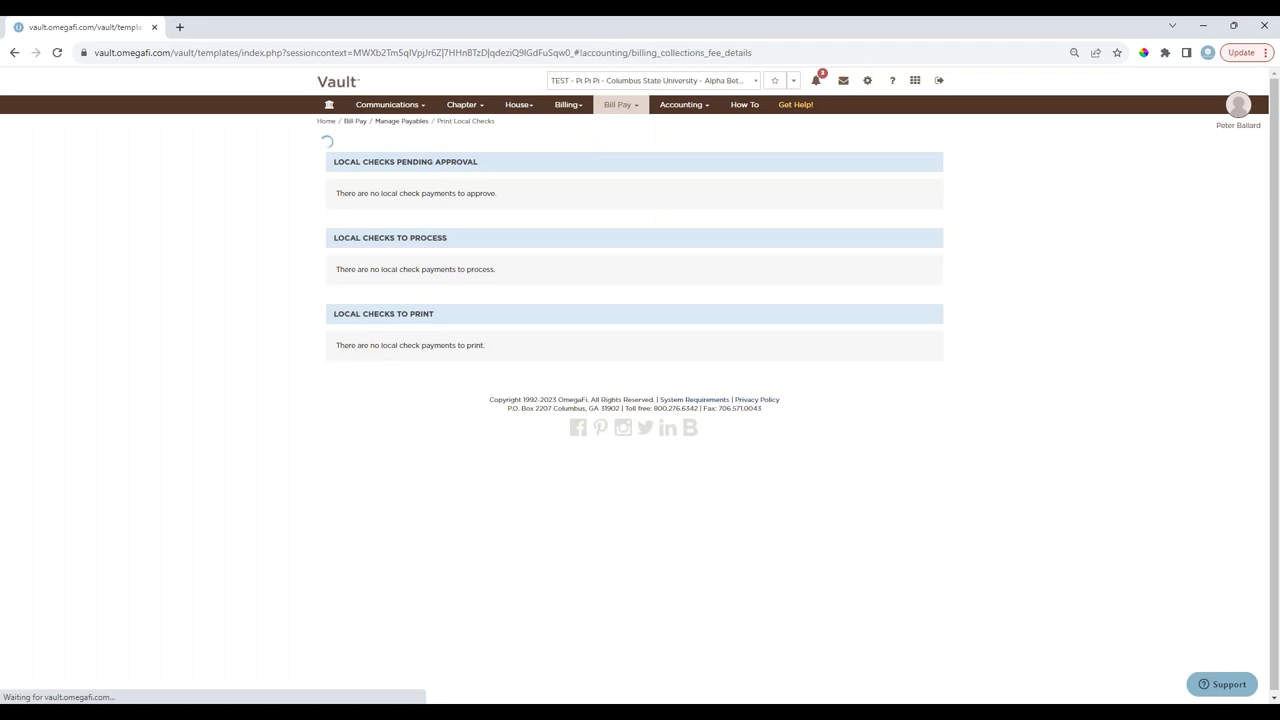 vault.omegafi.com/vault/templa
vault.omegafi.com/vault/templates/index.php?sessioncontext=MWXb2Tm5qIVpjJr6Z|7HHnBTzD|qdeziQ9IGdFuSqw0_#!accounting/billing_collections_fee_details
Update
Vault
TEST - Pi Pi Pi - Columbus State University - Alpha Bet...
3
Communications Chapter House Billing Bill Pay Accounting How To Get Help!
Home / Bill Pay / Manage Payables / Print Local Checks
Peter Ballard
LOCAL CHECKS PENDING APPROVAL
There are no local check payments to approve.
LOCAL CHECKS TO PROCESS
There are no local check payments to process.
LOCAL CHECKS TO PRINT
There are no local check payments to print.
Copyright 1992-2023 OmegaFi. All Rights Reserved. | System Requirements | Privacy Policy
P.O. Box 2207 Columbus, GA 31902 | Toll free: 800.276.6342 | Fax: 706.571.0043
Support
Waiting for vault.omegafi.com...